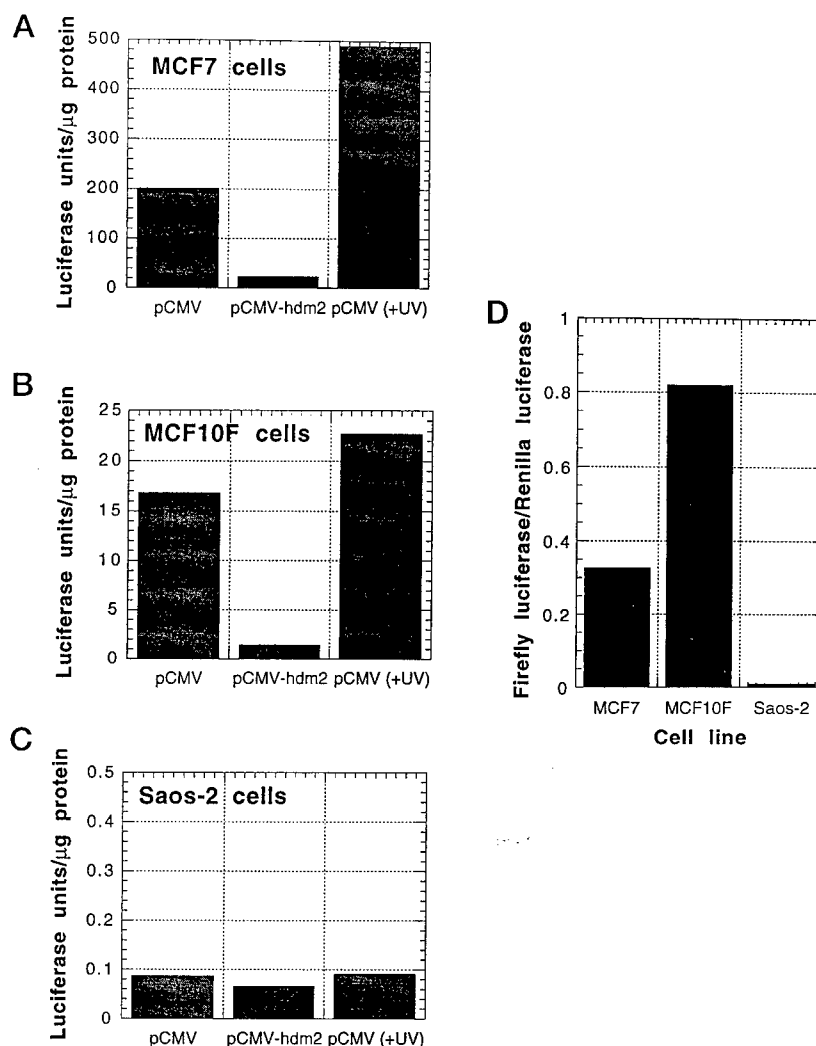 A
Luciferase units/µg protein
500
400
300
200
100
0
MCF7 cells
pCMV
pCMV-hdm2
pCMV (+UV)
B
Luciferase units/µg protein
25
20
15
10
5
0
MCF10F cells
pCMV
pCMV-hdm2
pCMV (+UV)
C
Luciferase units/µg protein
0.5
0.4
0.3
0.2
0.1
0
Saos-2 cells
pCMV
pCMV-hdm2
pCMV (+UV)
D
Firefly luciferase/Renilla luciferase
1
0.8
0.6
0.4
0.2
0
MCF7
MCF10F
Saos-2
Cell line